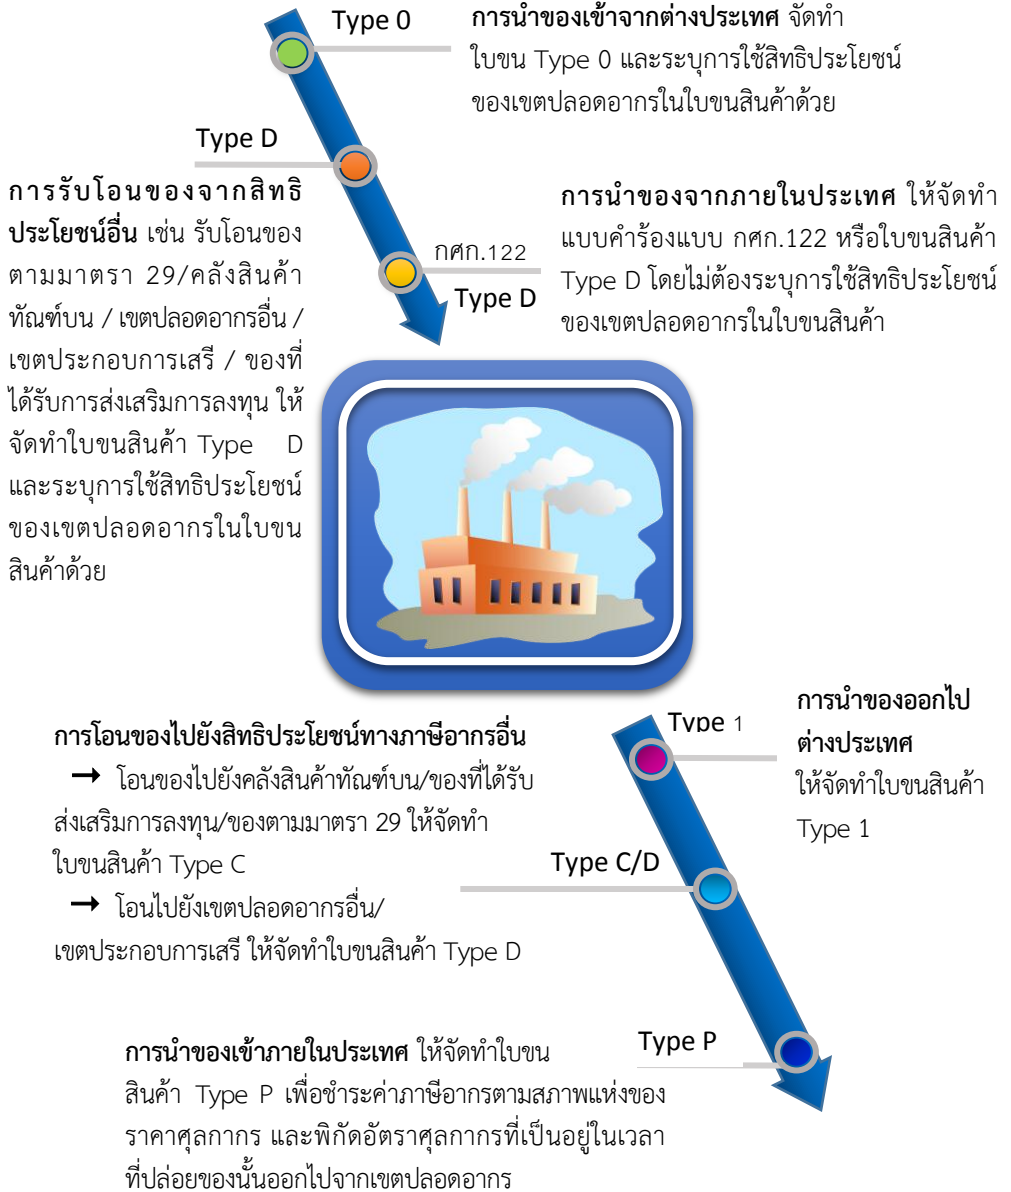 Type 0
การนำของเข้าจากต่างประเทศ จัดทำ
ใบขน Type 0 และระบุการใช้สิทธิประโยชน์
ของเขตปลอดอากรในใบขนสินค้าด้วย
Type D
การรับโอนของจากสิทธิ
ประโยชน์อื่น เช่น รับโอนของ
ตามมาตรา 29/คลังสินค้า
ทัณฑ์บน / เขตปลอดอากรอื่น /
เขตประกอบการเสรี / ของที่
ได้รับการส่งเสริมการลงทุน ให้
จัดทำใบขนสินค้า Type D
และระบุการใช้สิทธิประโยชน์
ของเขตปลอดอากรในใบขน
สินค้าด้วย
กศก.122
Type D
การนำของจากภายในประเทศ ให้จัดทำ
แบบคำร้องแบบ กศก.122 หรือใบขนสินค้า
Type D โดยไม่ต้องระบุการใช้สิทธิประโยชน์
ของเขตปลอดอากรในใบขนสินค้า
Type 1
การนำของออกไป
ต่างประเทศ
ให้จัดทำใบขนสินค้า
Type 1
การโอนของไปยังสิทธิประโยชน์ทางภาษีอากรอื่น
→ โอนของไปยังคลังสินค้าทัณฑ์บน/ของที่ได้รับ
ส่งเสริมการลงทุน/ของตามมาตรา 29 ให้จัดทำ
ใบขนสินค้า Type C
→ โอนไปยังเขตปลอดอากรอื่น/
เขตประกอบการเสรี ให้จัดทำใบขนสินค้า Type D
Type C/D
Type P
การนำของเข้าภายในประเทศ ให้จัดทำใบขน
สินค้า Type P เพื่อชำระค่าภาษีอากรตามสภาพแห่งของ
ราคาศุลกากร และพิกัดอัตราศุลกากรที่เป็นอยู่ในเวลา
ที่ปล่อยของนั้นออกไปจากเขตปลอดอากร